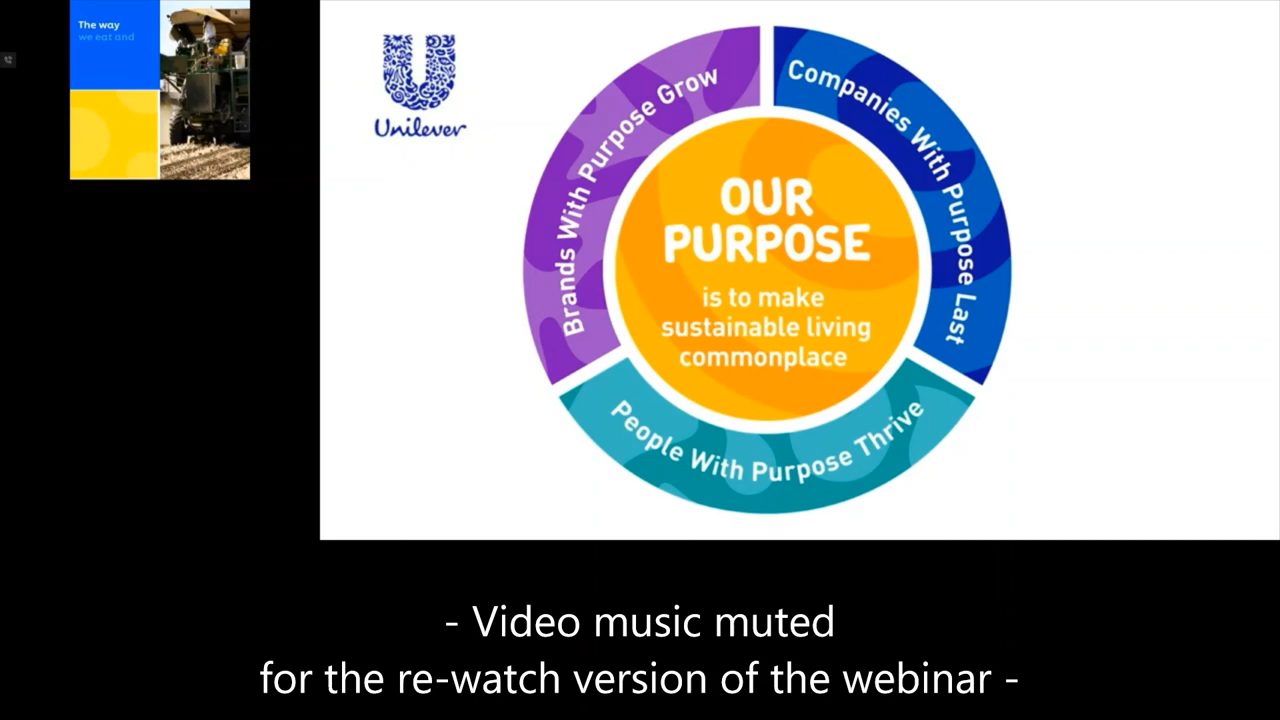 The way
we eat and
Unilever
Brands With Purpose Grow
Companies With Purpose Last
OUR
PURPOSE
is to make
sustainable living
commonplace
People With Purpose Thrive
- Video music muted
for the re-watch version of the webinar -